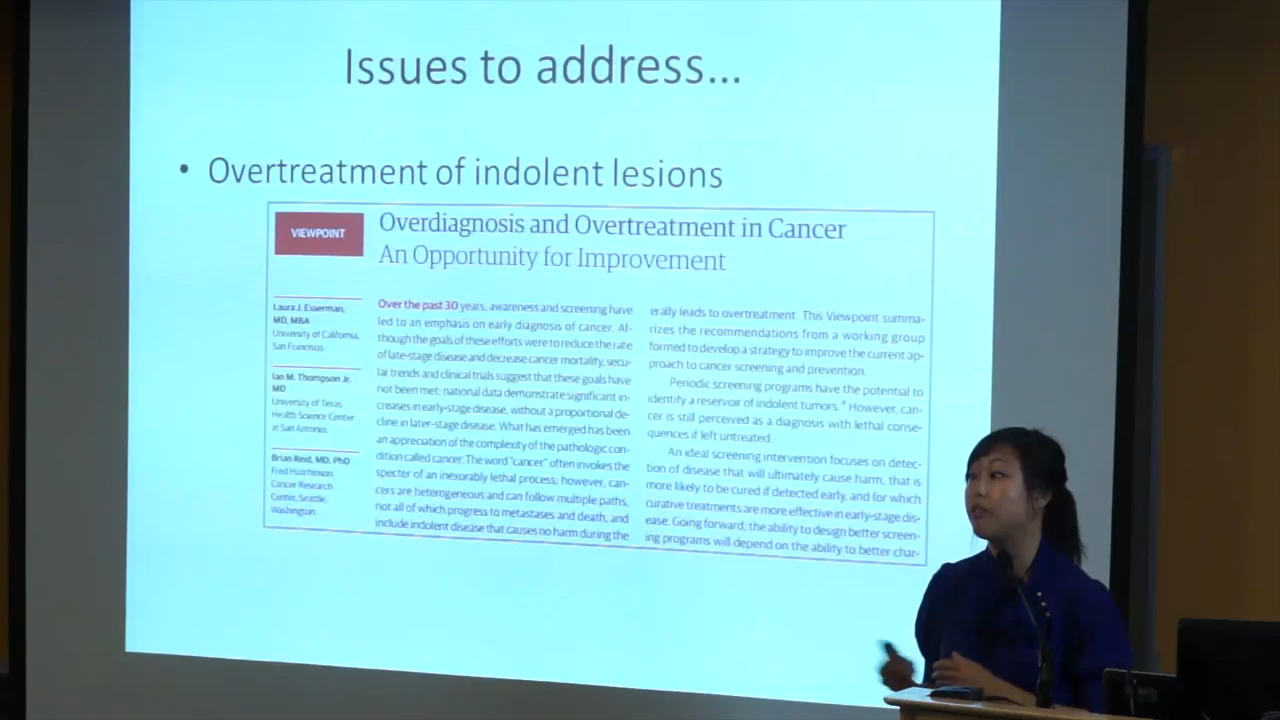 Issues to address...
• Overtreatment of indolent lesions
VIEWPOINT
Overdiagnosis and Overtreatment in Cancer
An Opportunity for Improvement
Laura J. Esserman,
MD, MBA
University of California,
San Francisco.
Ian M. Thompson Jr,
MD
University of Texas
Health Science Center
at San Antonio.
Brian Reid, MD, PhD
Fred Hutchinson
Cancer Research
Center, Seattle,
Washington.
Over the past 30 years, awareness and screening have
led to an emphasis on early diagnosis of cancer. Al-
though the goals of these efforts were to reduce the rate
of late-stage disease and decrease cancer mortality, secu-
lar trends and clinical trials suggest that these goals have
not been met; national data demonstrate significant in-
creases in early-stage disease, without a proportional de-
cline in later-stage disease. What has emerged has been
an appreciation of the complexity of the pathologic con-
dition called cancer. The word "cancer" often invokes the
specter of an inexorably lethal process; however, can-
cers are heterogeneous and can follow multiple paths,
not all of which progress to metastases and death, and
include indolent disease that causes no harm during the
erally leads to overtreatment. This Viewpoint summa-
rizes the recommendations from a working group
formed to develop a strategy to improve the current ap-
proach to cancer screening and prevention.
Periodic screening programs have the potential to
identify a reservoir of indolent tumors.4 However, can-
cer is still perceived as a diagnosis with lethal conse-
quences if left untreated.
An ideal screening intervention focuses on detec-
tion of disease that will ultimately cause harm, that is
more likely to be cured if detected early, and for which
curative treatments are more effective in early-stage dis-
ease. Going forward, the ability to design better screen-
ing programs will depend on the ability to better char-